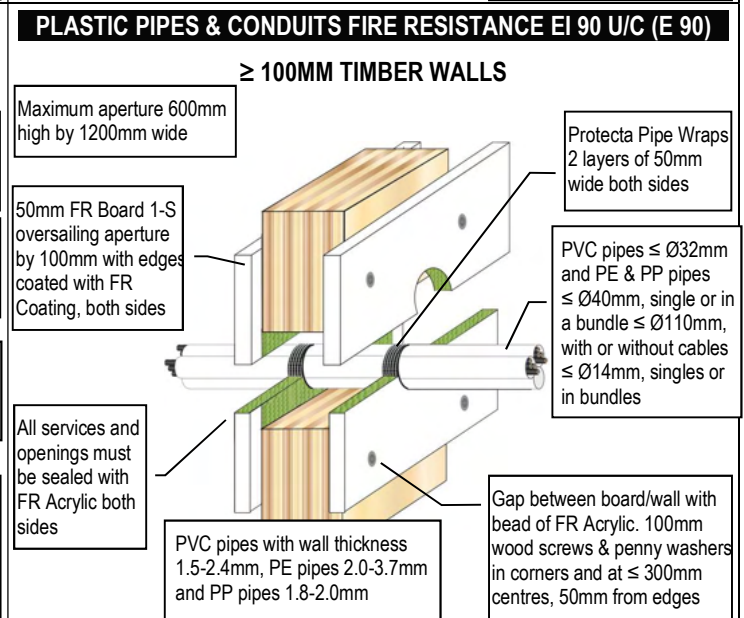 PLASTIC PIPES & CONDUITS FIRE RESISTANCE EI 90 U/C (E 90)
≥ 100MM TIMBER WALLS
Maximum aperture 600mm
high by 1200mm wide
Protecta Pipe Wraps
2 layers of 50mm
wide both sides
50mm FR Board 1-S
oversailing aperture
by 100mm with edges
coated with FR
Coating, both sides
PVC pipes ≤ Ø32mm
and PE & PP pipes
≤ Ø40mm, single or in
a bundle ≤ Ø110mm,
with or without cables
≤ Ø14mm, singles or
in bundles
All services and
openings must
be sealed with
FR Acrylic both
sides
PVC pipes with wall thickness
1.5-2.4mm, PE pipes 2.0-3.7mm
and PP pipes 1.8-2.0mm
Gap between board/wall with
bead of FR Acrylic. 100mm
wood screws & penny washers
in corners and at ≤ 300mm
centres, 50mm from edges